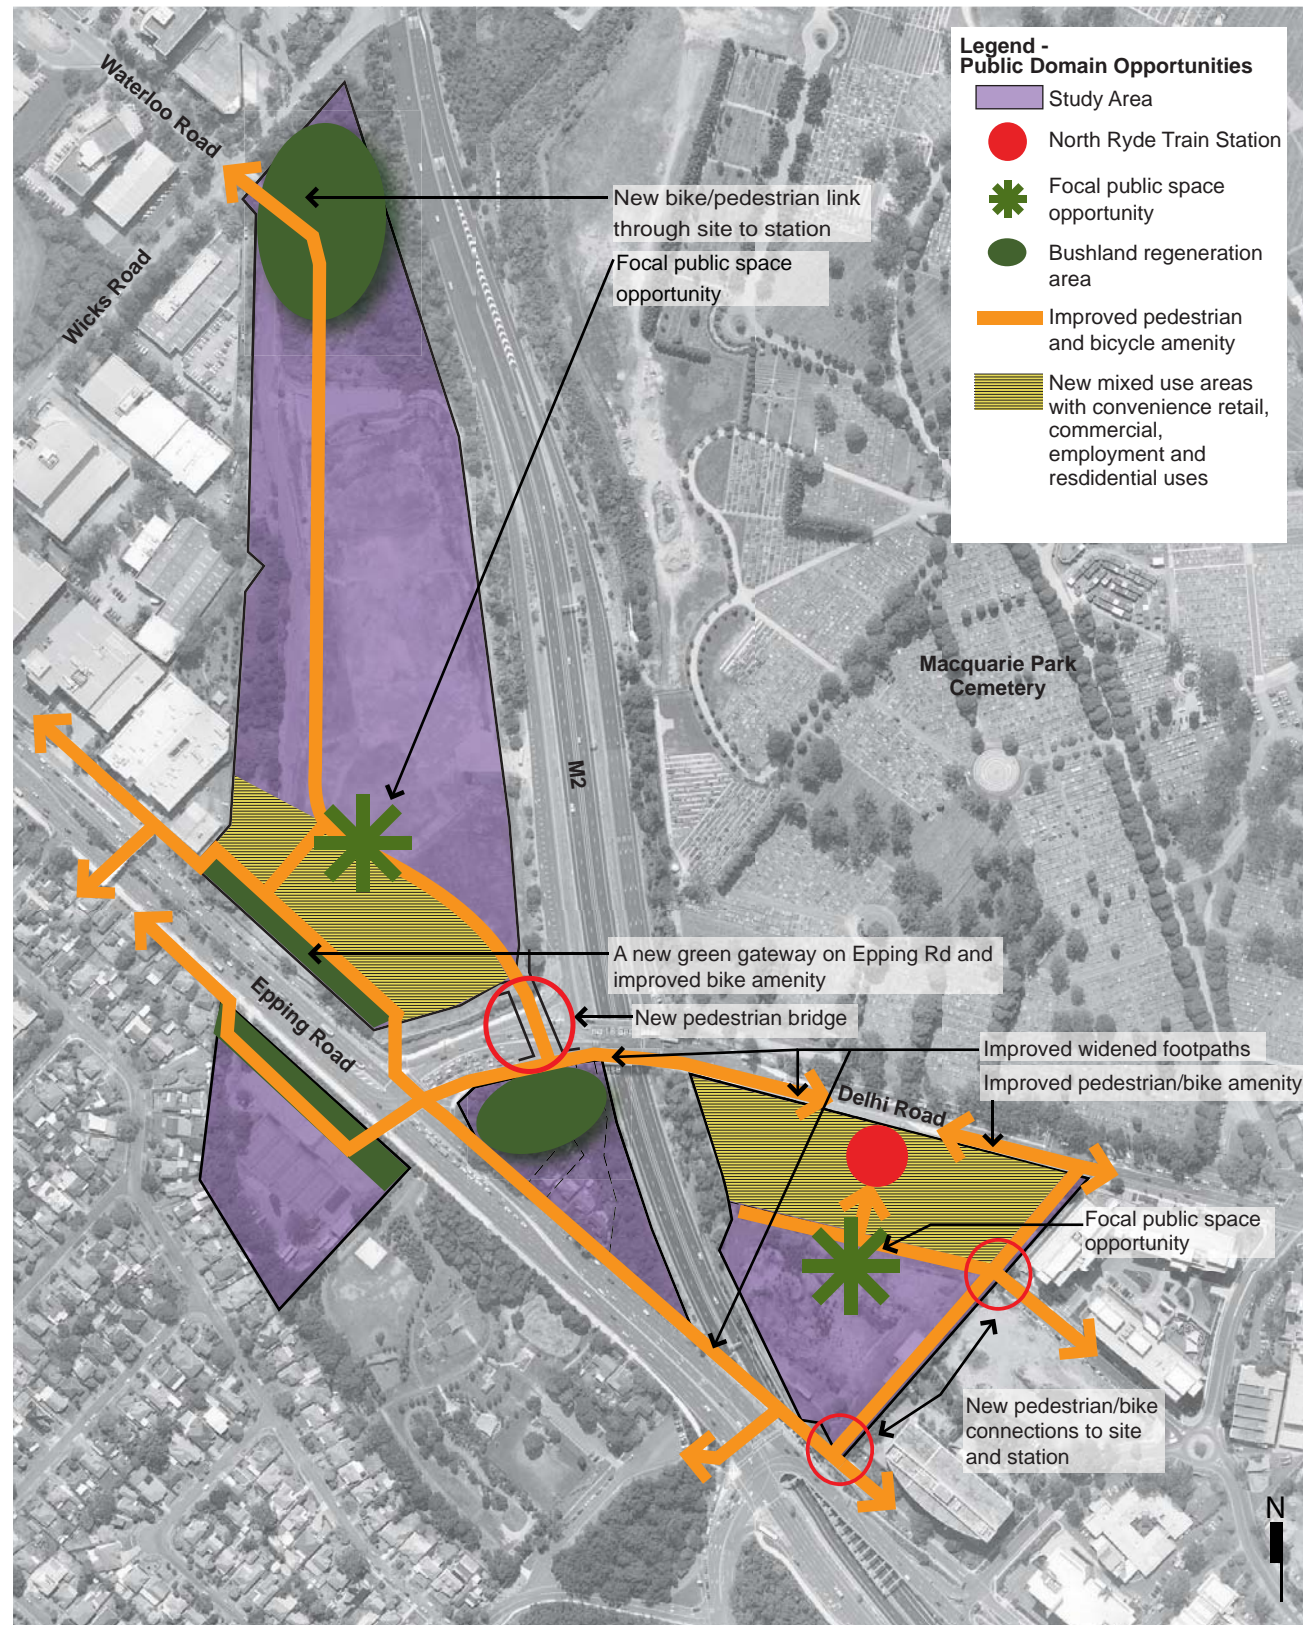 Legend -
Public Domain Opportunities
Study Area
North Ryde Train Station
Focal public space
opportunity
Bushland regeneration
area
Improved pedestrian
and bicycle amenity
New mixed use areas
with convenience retail,
commercial,
employment and
resdidential uses
Waterloo Road
Wicks Road
New bike/pedestrian link
through site to station
Focal public space
opportunity
Macquarie Park
Cemetery
M2
A new green gateway on Epping Rd and
improved bike amenity
New pedestrian bridge
Epping Road
Improved widened footpaths
Improved pedestrian/bike amenity
Delhi Road
Focal public space
opportunity
New pedestrian/bike
connections to site
and station
N